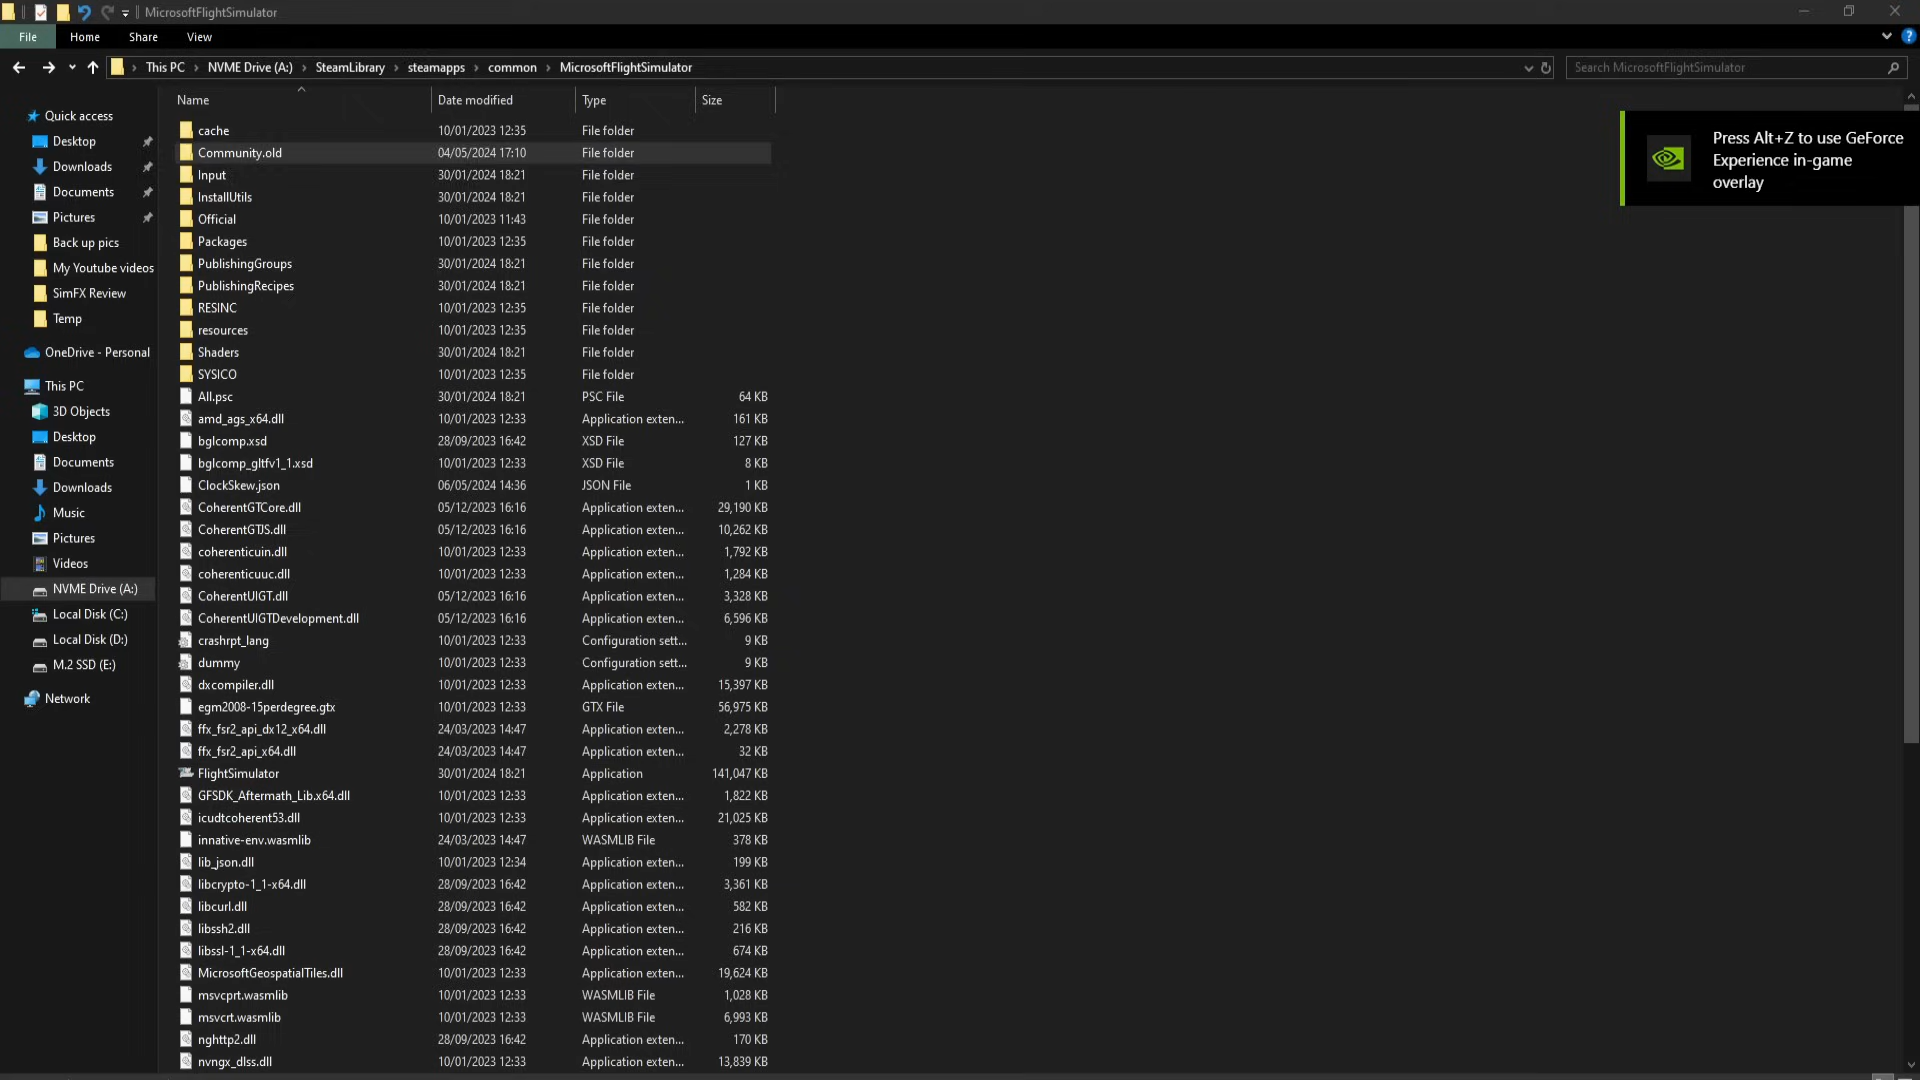 MicrosoftFlightSimulator
File Home Share View
This PC NVME Drive (A:) SteamLibrary steamapps common MicrosoftFlightSimulator Search MicrosoftFlightSimulator
Name Date modified Type Size
Quick access
Desktop
Downloads
Documents
Pictures
Back up pics
My Youtube videos
SimFX Review
Temp
OneDrive - Personal
This PC
3D Objects
Desktop
Documents
Downloads
Music
Pictures
Videos
NVME Drive (A:)
Local Disk (C:)
Local Disk (D:)
M.2 SSD (E:)
Network
cache 10/01/2023 12:35 File folder
Community.old 04/05/2024 17:10 File folder
Input 30/01/2024 18:21 File folder
InstallUtils 30/01/2024 18:21 File folder
Official 10/01/2023 11:43 File folder
Packages 10/01/2023 12:35 File folder
PublishingGroups 30/01/2024 18:21 File folder
PublishingRecipes 30/01/2024 18:21 File folder
RESINC 10/01/2023 12:35 File folder
resources 10/01/2023 12:35 File folder
Shaders 30/01/2024 18:21 File folder
SYSICO 10/01/2023 12:35 File folder
All.psc 30/01/2024 18:21 PSC File 64 KB
amd_ags_x64.dll 10/01/2023 12:33 Application exten... 161 KB
bglcomp.xsd 28/09/2023 16:42 XSD File 127 KB
bglcomp_gltfv1_1.xsd 10/01/2023 12:33 XSD File 8 KB
ClockSkew.json 06/05/2024 14:36 JSON File 1 KB
CoherentGTCore.dll 05/12/2023 16:16 Application exten... 29,190 KB
CoherentGTJS.dll 05/12/2023 16:16 Application exten... 10,262 KB
coherenticuin.dll 10/01/2023 12:33 Application exten... 1,792 KB
coherenticuuc.dll 10/01/2023 12:33 Application exten... 1,284 KB
CoherentUIGT.dll 05/12/2023 16:16 Application exten... 3,328 KB
CoherentUIGTDevelopment.dll 05/12/2023 16:16 Application exten... 6,596 KB
crashrpt_lang 10/01/2023 12:33 Configuration sett... 9 KB
dummy 10/01/2023 12:33 Configuration sett... 9 KB
dxcompiler.dll 10/01/2023 12:33 Application exten... 15,397 KB
egm2008-15perdegree.gtx 10/01/2023 12:33 GTX File 56,975 KB
ffx_fsr2_api_dx12_x64.dll 24/03/2023 14:47 Application exten... 2,278 KB
ffx_fsr2_api_x64.dll 24/03/2023 14:47 Application exten... 32 KB
FlightSimulator 30/01/2024 18:21 Application 141,047 KB
GFSDK_Aftermath_Lib.x64.dll 10/01/2023 12:33 Application exten... 1,822 KB
icudtcoherent53.dll 10/01/2023 12:33 Application exten... 21,025 KB
innative-env.wasmlib 24/03/2023 14:47 WASMLIB File 378 KB
lib_json.dll 10/01/2023 12:34 Application exten... 199 KB
libcrypto-1_1-x64.dll 28/09/2023 16:42 Application exten... 3,361 KB
libcurl.dll 28/09/2023 16:42 Application exten... 582 KB
libssh2.dll 28/09/2023 16:42 Application exten... 216 KB
libssl-1_1-x64.dll 28/09/2023 16:42 Application exten... 674 KB
MicrosoftGeospatialTiles.dll 10/01/2023 12:33 Application exten... 19,624 KB
msvcprt.wasmlib 10/01/2023 12:33 WASMLIB File 1,028 KB
msvcrt.wasmlib 10/01/2023 12:33 WASMLIB File 6,993 KB
nghttp2.dll 28/09/2023 16:42 Application exten... 170 KB
nvngx_dlss.dll 10/01/2023 12:33 Application exten... 13,839 KB
Press Alt+Z to use GeForce
Experience in-game
overlay